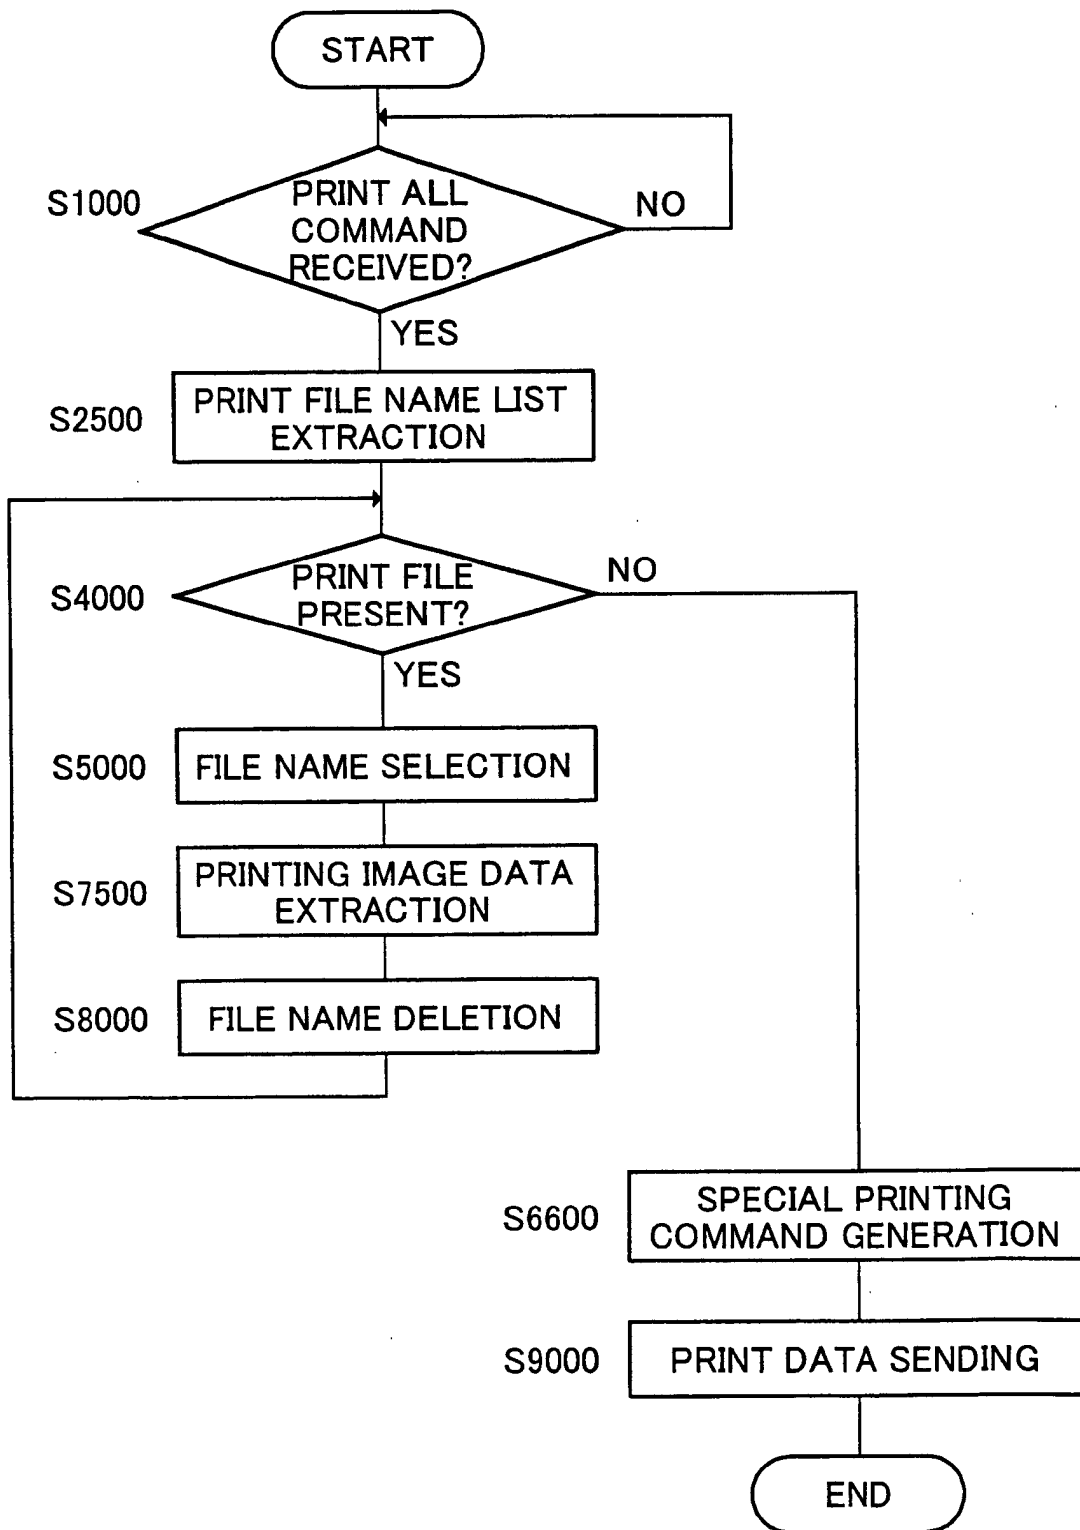 START
S1000
PRINT ALL
COMMAND
RECEIVED?
NO
YES
S2500
PRINT FILE NAME LIST
EXTRACTION
S4000
PRINT FILE
PRESENT?
NO
YES
S5000
FILE NAME SELECTION
S7500
PRINTING IMAGE DATA
EXTRACTION
S8000
FILE NAME DELETION
S6600
SPECIAL PRINTING
COMMAND GENERATION
S9000
PRINT DATA SENDING
END